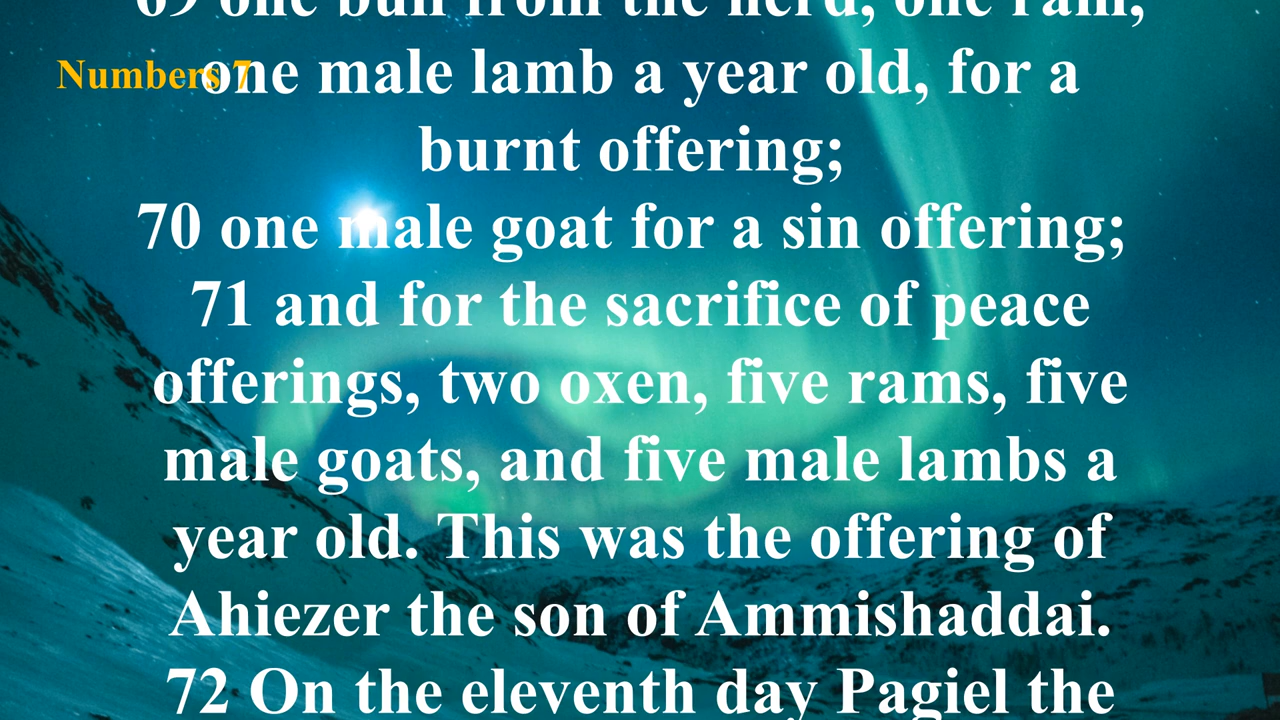 69 one bull from the herd, one ram,
Numbers 7
one male lamb a year old, for a
burnt offering;
70 one male goat for a sin offering;
71 and for the sacrifice of peace
offerings, two oxen, five rams, five
male goats, and five male lambs a
year old. This was the offering of
Ahiezer the son of Ammishaddai.
72 On the eleventh day Pagiel the